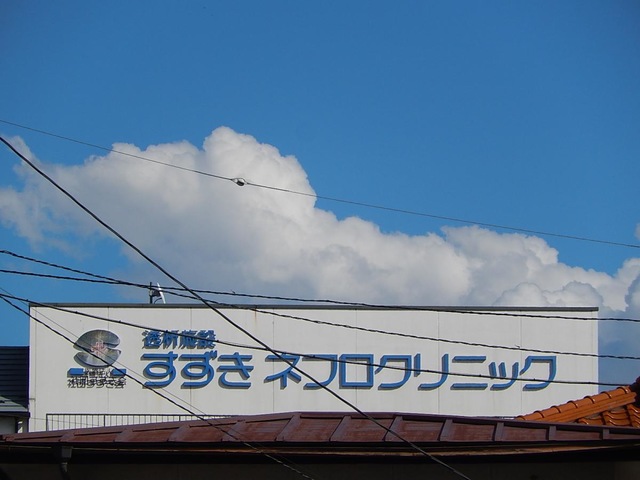 透析施設
すずき ネフロクリニック